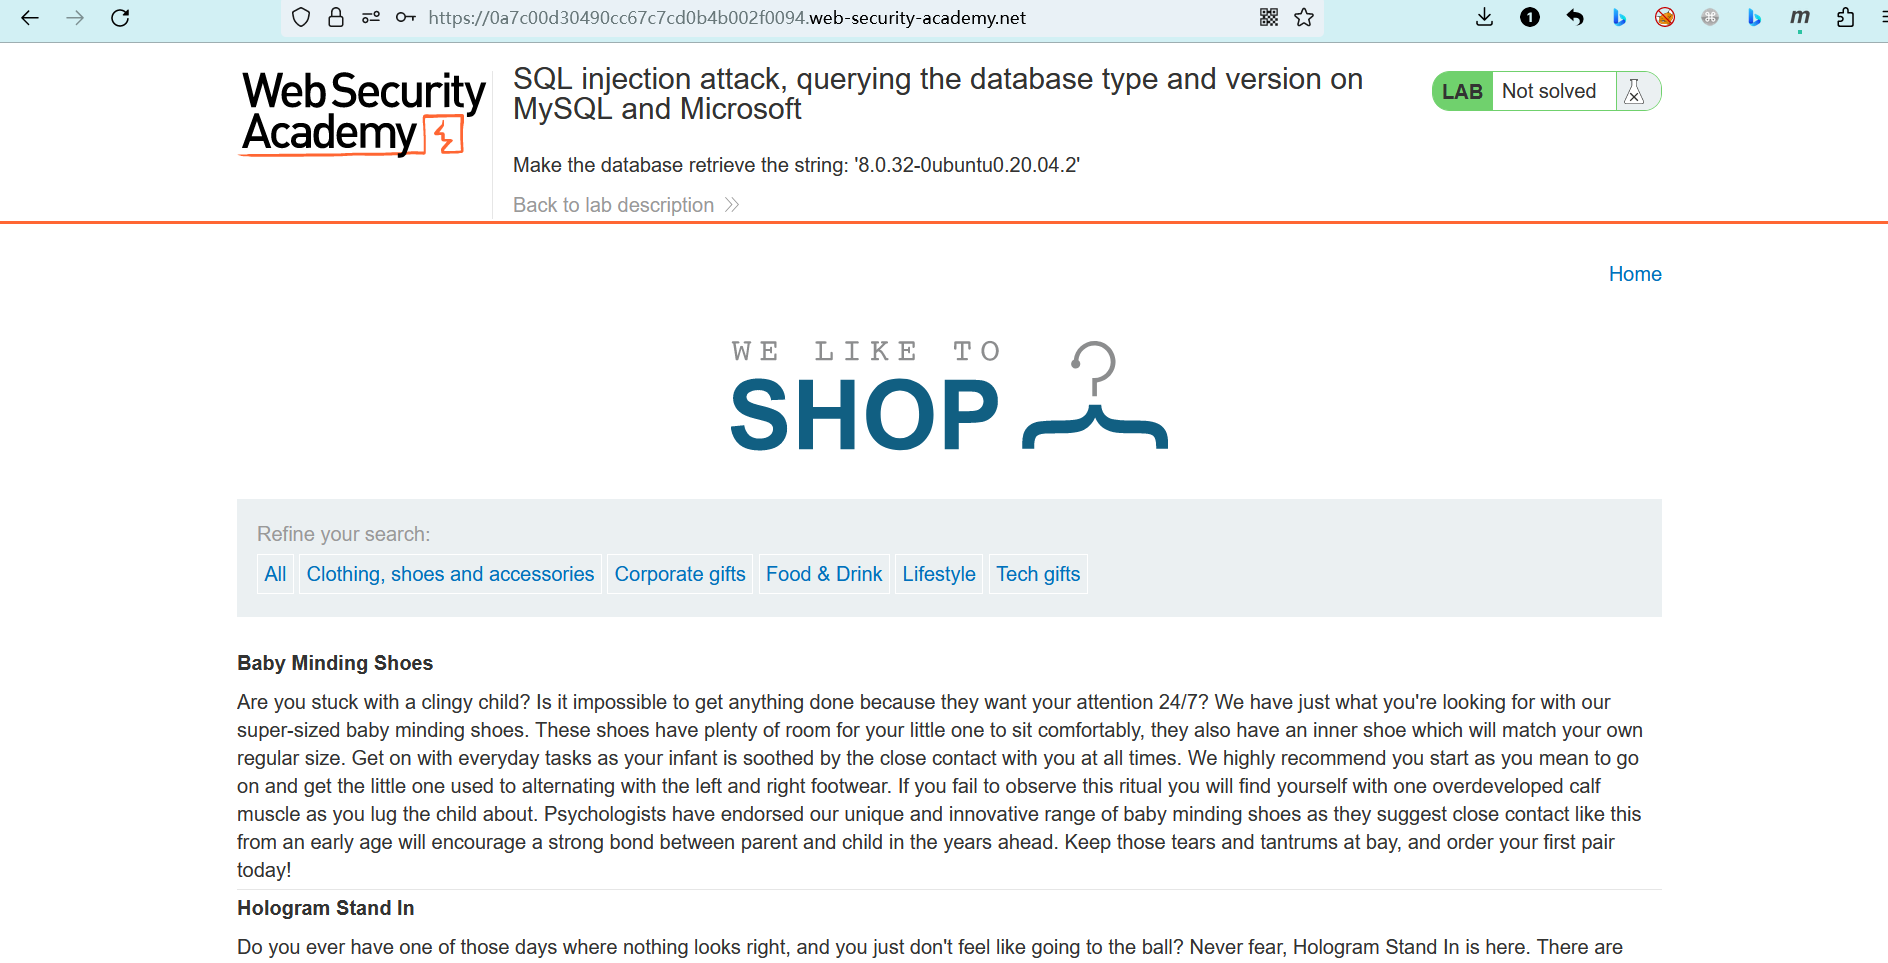 https://0a7c00d30490cc67c7cd0b4b002f0094.web-security-academy.net
1
m
Web Security
Academy
SQL injection attack, querying the database type and version on
MySQL and Microsoft
LAB
Not solved
Make the database retrieve the string: '8.0.32-0ubuntu0.20.04.2'
Back to lab description
Home
WE LIKE TO
SHOP
Refine your search:
All
Clothing, shoes and accessories
Corporate gifts
Food & Drink
Lifestyle
Tech gifts
Baby Minding Shoes
Are you stuck with a clingy child? Is it impossible to get anything done because they want your attention 24/7? We have just what you're looking for with our
super-sized baby minding shoes. These shoes have plenty of room for your little one to sit comfortably, they also have an inner shoe which will match your own
regular size. Get on with everyday tasks as your infant is soothed by the close contact with you at all times. We highly recommend you start as you mean to go
on and get the little one used to alternating with the left and right footwear. If you fail to observe this ritual you will find yourself with one overdeveloped calf
muscle as you lug the child about. Psychologists have endorsed our unique and innovative range of baby minding shoes as they suggest close contact like this
from an early age will encourage a strong bond between parent and child in the years ahead. Keep those tears and tantrums at bay, and order your first pair
today!
Hologram Stand In
Do you ever have one of those days where nothing looks right, and you just don't feel like going to the ball? Never fear, Hologram Stand In is here. There are